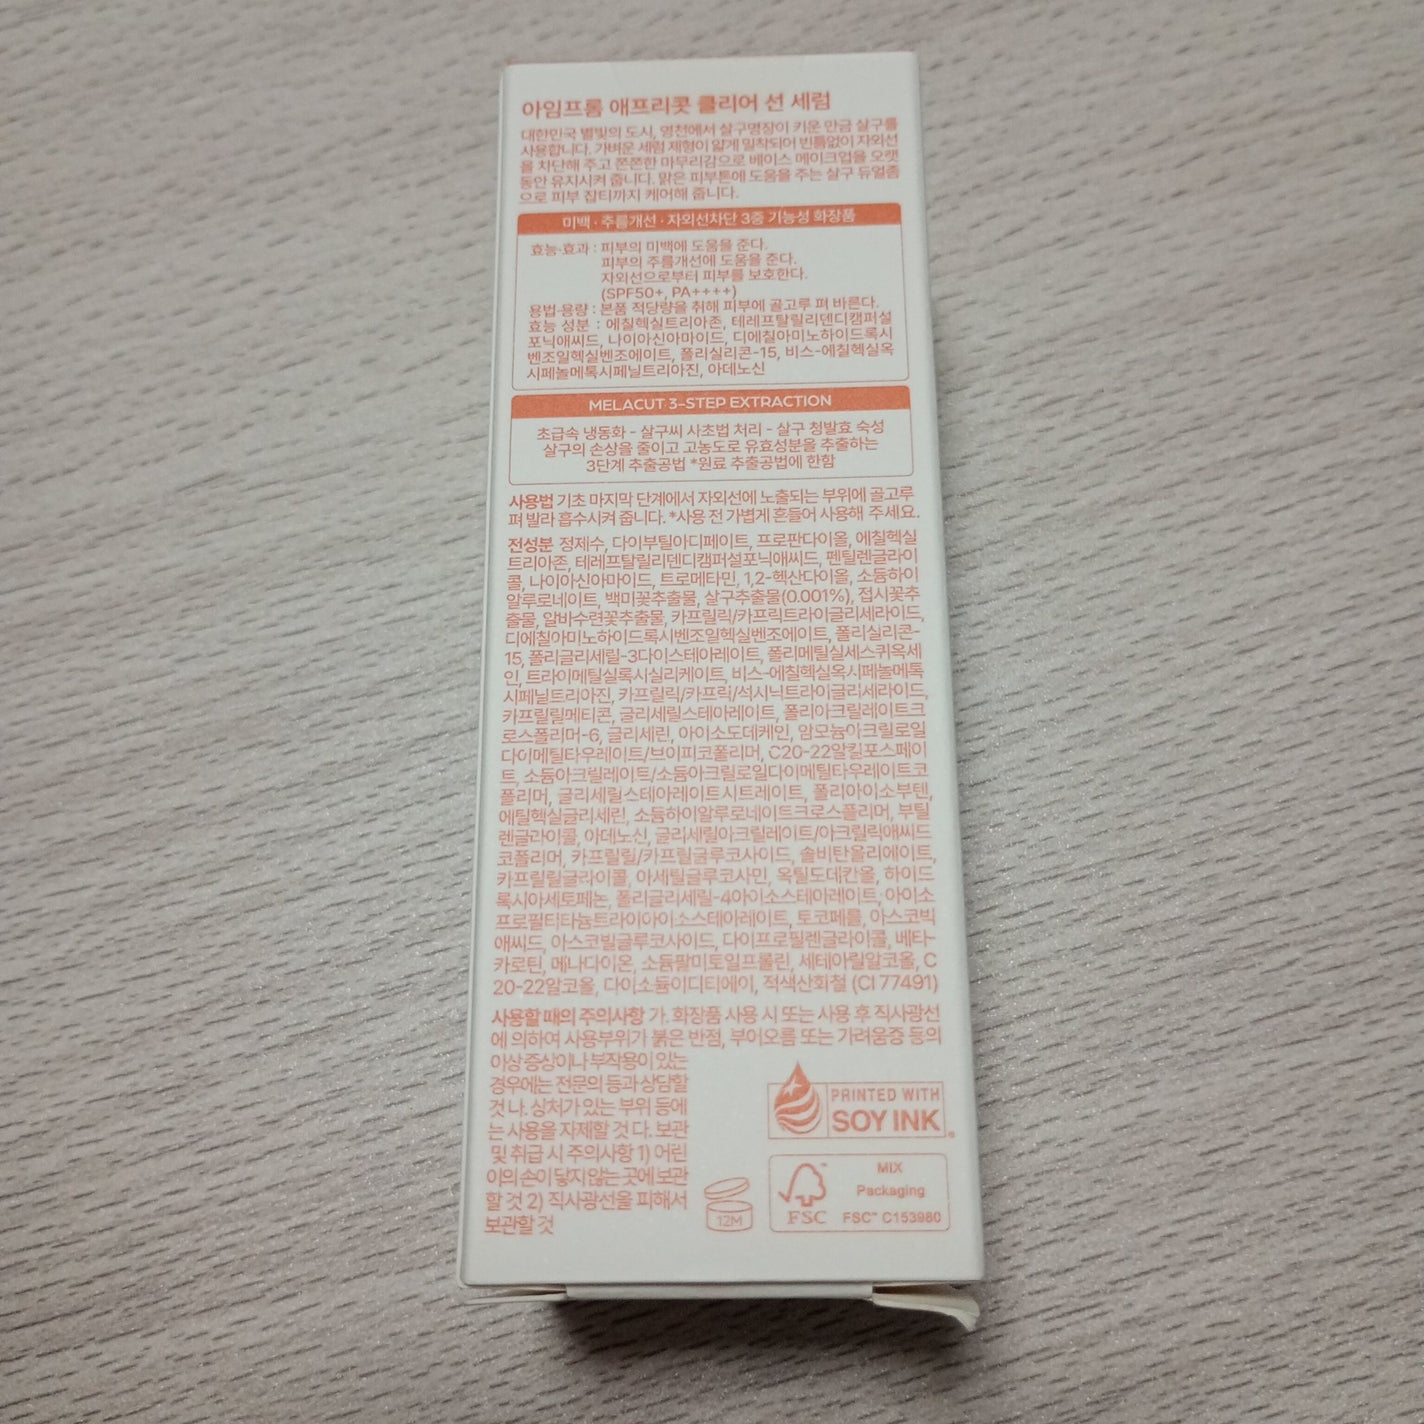 아임프롬 애프리콧 클리어 선 세럼
대한민국 별빛의 도시, 영천에서 살구명장이 키운 만금 살구를
사용합니다. 가벼운 세럼 제형이 얇게 밀착되어 빈틈없이 자외선
을 차단해 주고 쫀쫀한 마무리감으로 베이스 메이크업을 오랫
동안 유지시켜 줍니다. 맑은 피부톤에 도움을 주는 살구 듀얼좀
으로 피부 잡티까지 케어해 줍니다.
미백 · 주름개선 · 자외선차단 3중 기능성 화장품
효능·효과 : 피부의 미백에 도움을 준다.
피부의 주름개선에 도움을 준다.
자외선으로부터 피부를 보호한다.
(SPF50+, PA++++)
용법·용량 : 본품 적당량을 취해 피부에 골고루 펴 바른다.
효능 성분 : 에칠헥실트리아존, 테레프탈릴리덴디캠퍼설
포닉애씨드, 나이아신아마이드, 디에칠아미노하이드록시
벤조일헥실벤조에이트, 폴리실리콘-15, 비스-에칠헥실옥
시페놀메톡시페닐트리아진, 아데노신
MELACUT 3-STEP EXTRACTION
초급속 냉동화 - 살구씨 사초법 처리 - 살구 청발효 숙성
살구의 손상을 줄이고 고농도로 유효성분을 추출하는
3단계 추출공법 *원료 추출공법에 한함
사용법 기초 마지막 단계에서 자외선에 노출되는 부위에 골고루
펴 발라 흡수시켜 줍니다. *사용 전 가볍게 흔들어 사용해 주세요.
전성분 정제수, 다이부틸아디페이트, 프로판다이올, 에칠헥실
트리아존, 테레프탈릴리덴디캠퍼설포닉애씨드, 펜틸렌글라이
콜, 나이아신아마이드, 트로메타민, 1,2-헥산다이올, 소듐하이
알루로네이트, 백미꽃추출물, 살구추출물(0.001%), 접시꽃추
출물, 알바수련꽃추출물, 카프릴릭/카프릭트라이글리세라이드,
디에칠아미노하이드록시벤조일헥실벤조에이트, 폴리실리콘-
15, 폴리글리세릴-3다이스테아레이트, 폴리메틸실세스퀴옥세
인, 트라이메틸실록시실리케이트, 비스-에칠헥실옥시페놀메톡
시페닐트리아진, 카프릴릭/카프릭/석시닉트라이글리세라이드,
카프릴릴메티콘, 글리세릴스테아레이트, 폴리아크릴레이트크
로스폴리머-6, 글리세린, 아이소도데케인, 암모늄아크릴로일
다이메틸타우레이트/브이피코폴리머, C20-22알킬포스페이
트, 소듐아크릴레이트/소듐아크릴로일다이메틸타우레이트코
폴리머, 글리세릴스테아레이트시트레이트, 폴리아이소부텐,
에틸헥실글리세린, 소듐하이알루로네이트크로스폴리머, 부틸
렌글라이콜, 아데노신, 글리세릴아크릴레이트/아크릴릭애씨드
코폴리머, 카프릴릴/카프릴글루코사이드, 솔비탄올리에이트,
카프릴릴글라이콜, 아세틸글루코사민, 옥틸도데칸올, 하이드
록시아세토페논, 폴리글리세릴-4아이소스테아레이트, 아이소
프로필티타늄트라이아이소스테아레이트, 토코페롤, 아스코빅
애씨드, 아스코빌글루코사이드, 다이프로필렌글라이콜, 베타-
카로틴, 메나다이온, 소듐팔미토일프롤린, 세테아릴알코올, C
20-22알코올, 다이소듐이디티에이, 적색산화철 (CI 77491)
사용할 때의 주의사항 가. 화장품 사용 시 또는 사용 후 직사광선
에 의하여 사용부위가 붉은 반점, 부어오름 또는 가려움증 등의
이상 증상이나 부작용이 있는
경우에는 전문의 등과 상담할
것 나. 상처가 있는 부위 등에
는 사용을 자제할 것 다. 보관
및 취급 시 주의사항 1) 어린
이의 손이 닿지 않는 곳에 보관
할 것 2) 직사광선을 피해서
보관할 것
12M
PRINTED WITH
SOY INK
FSC
MIX
Packaging
FSC™ C153980